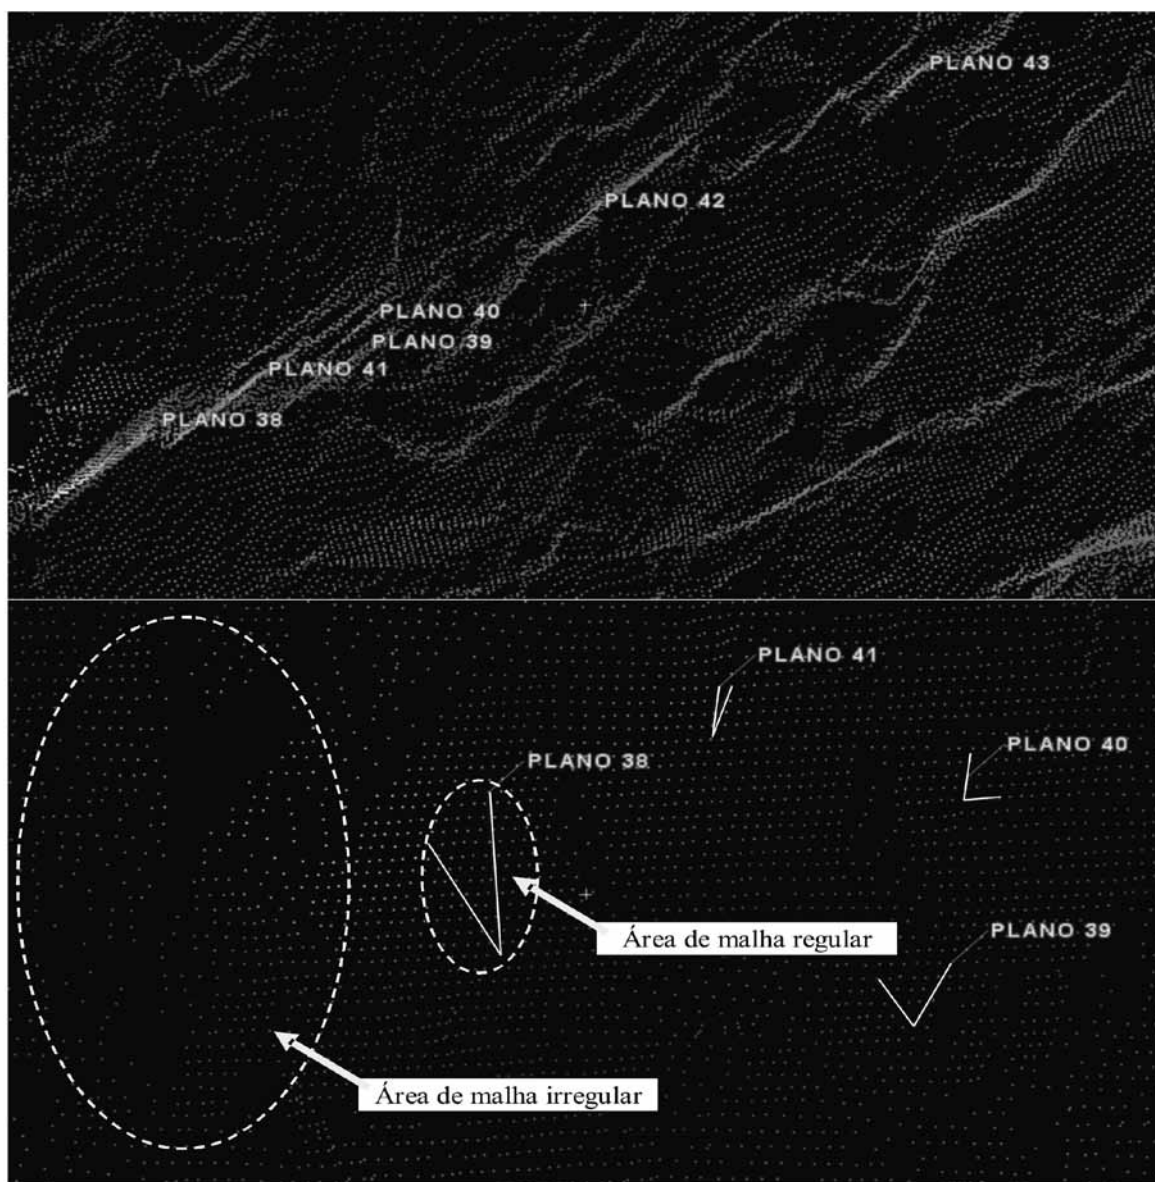 PLANO 43
PLANO 42
PLANO 40
PLANO 39
PLANO 41
PLANO 38
PLANO 41
PLANO 40
PLANO 38
PLANO 39
Área de malha regular
Área de malha irregular